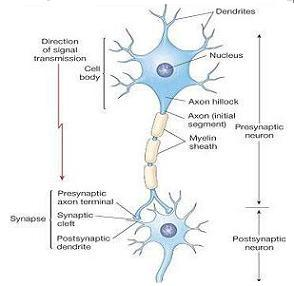 Dendrites
Direction
of signal
transmission
Nucleus
Cell
body
Axon hillock
Axon (initial
segment)
Myelin
sheath
Presynaptic
neuron
Presynaptic
axon terminal
Synapse
Synaptic
cleft
Postsynaptic
dendrite
Postsynaptic
neuron